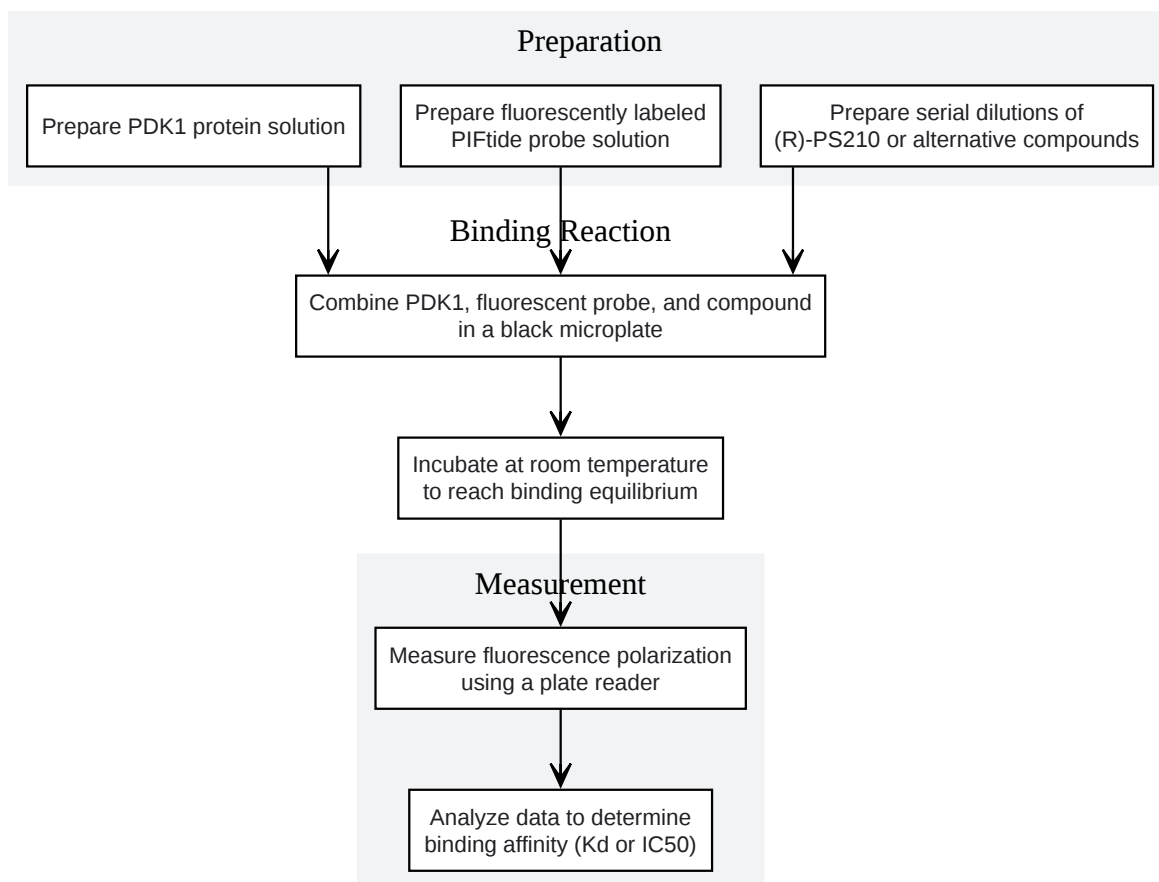 Preparation
Prepare PDK1 protein solution
Prepare fluorescently labeled
PIFtide probe solution
Prepare serial dilutions of
(R)-PS210 or alternative compounds
Binding Reaction
Combine PDK1, fluorescent probe, and compound
in a black microplate
Incubate at room temperature
to reach binding equilibrium
Measurement
Measure fluorescence polarization
using a plate reader
Analyze data to determine
binding affinity (Kd or IC50)